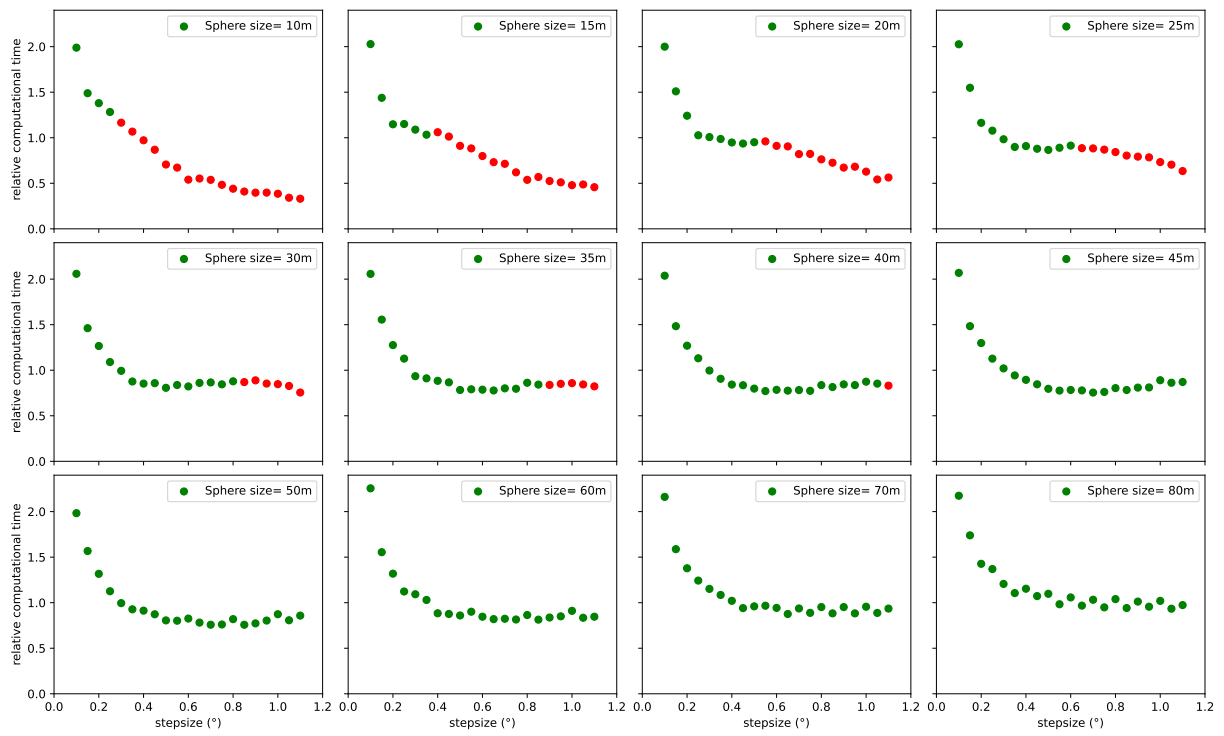 Sphere size= 10m
Sphere size= 15m
Sphere size= 20m
Sphere size= 25m
relative computational time
2.0
1.5
1.0
0.5
0.0
Sphere size= 30m
Sphere size= 35m
Sphere size= 40m
Sphere size= 45m
relative computational time
2.0
1.5
1.0
0.5
0.0
Sphere size= 50m
Sphere size= 60m
Sphere size= 70m
Sphere size= 80m
relative computational time
2.0
1.5
1.0
0.5
0.0
0.0 0.2 0.4 0.6 0.8 1.0 1.2
0.0 0.2 0.4 0.6 0.8 1.0 1.2
0.0 0.2 0.4 0.6 0.8 1.0 1.2
0.0 0.2 0.4 0.6 0.8 1.0 1.2
stepsize (°)
stepsize (°)
stepsize (°)
stepsize (°)